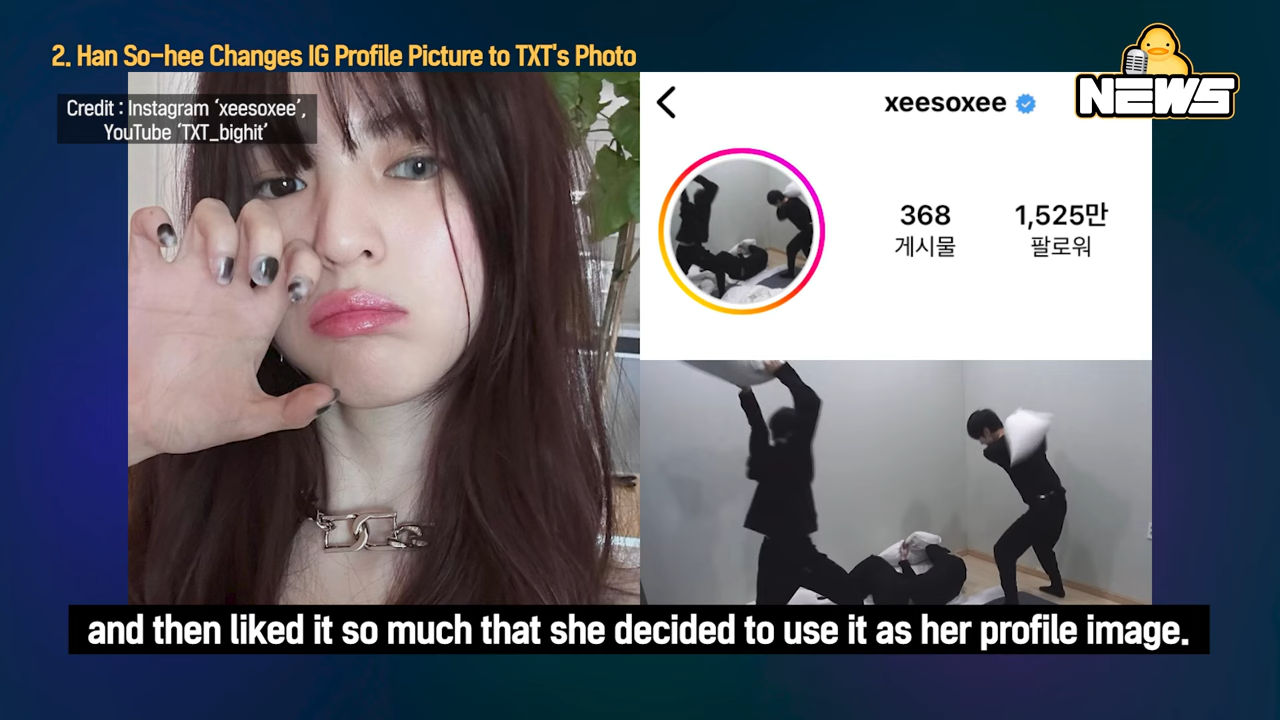 2. Han So-hee Changes IG Profile Picture to TXT's Photo
Credit : Instagram ‘xeesoxee’,
YouTube ‘TXT_bighit’
NEWS
xeesoxee
368
1,525만
게시물
팔로워
and then liked it so much that she decided to use it as her profile image.